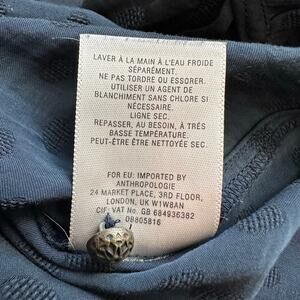 LAVER À LA MAIN À L'EAU FROIDE
SÉPARÉMENT.
NE PAS TORDRE OU ESSORER.
UTILISER UN AGENT DE
BLANCHIMENT SANS CHLORE SI
NÉCESSAIRE.
LIGNE SEC.
REPASSER, AU BESOIN, À TRÉS
BASSE TEMPÉRATURE.
PEUT-ÊTRE ÊTRE NETTOYÉE SEC.
FOR EU: IMPORTED BY
ANTHROPOLOGIE
24 MARKET PLACE, 3RD FLOOR,
LONDON, UK W1W8AN
CIF: VAT No. GB 684936382
08805816